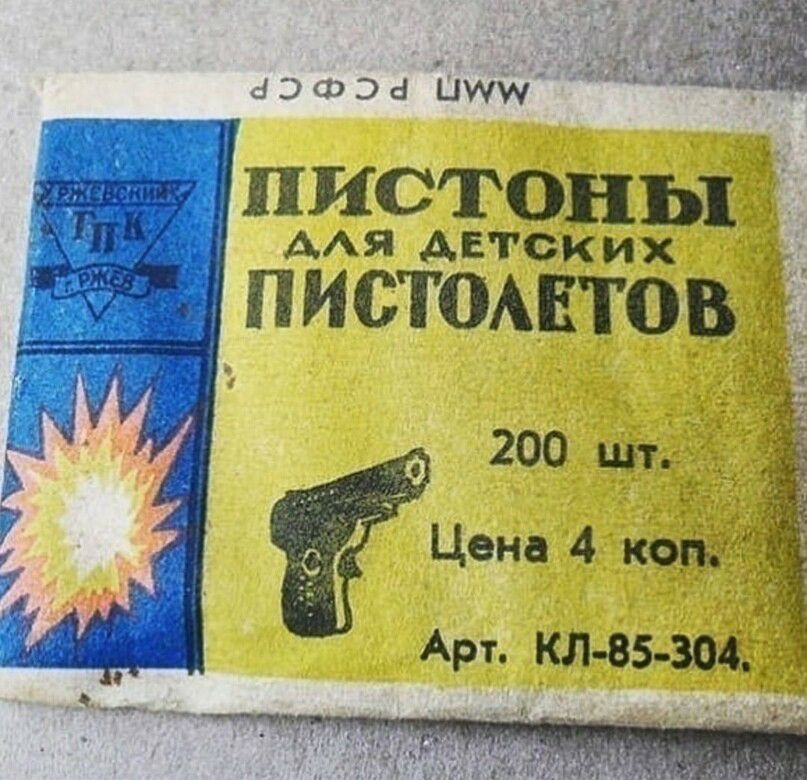 ММП РСФСР
РЖЕВСКИЙ
ТПК
г. РЖЕВ
ПИСТОНЫ
ДЛЯ ДЕТСКИХ
ПИСТОЛЕТОВ
200 шт.
Цена 4 коп.
Арт. КЛ-85-304.